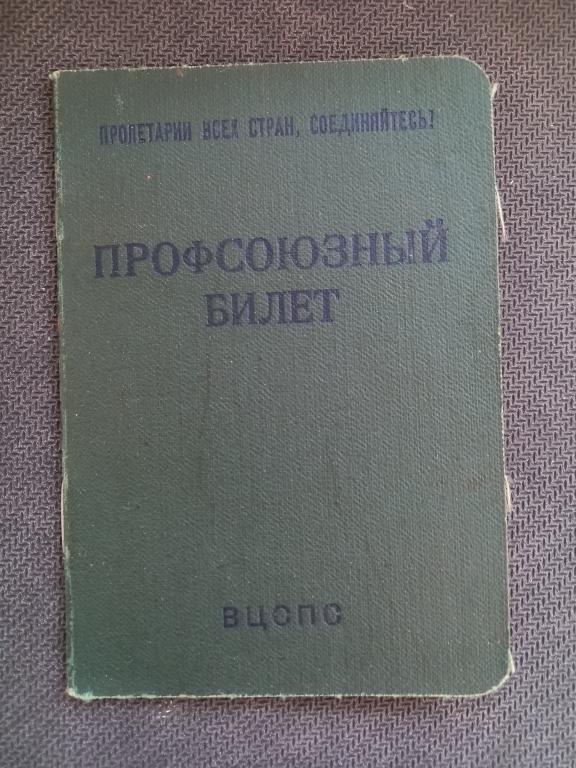 ПРОЛЕТАРИИ ВСЕХ СТРАН, СОЕДИНЯЙТЕСЬ!
ПРОФСОЮЗНЫЙ
БИЛЕТ
ВЦСПС